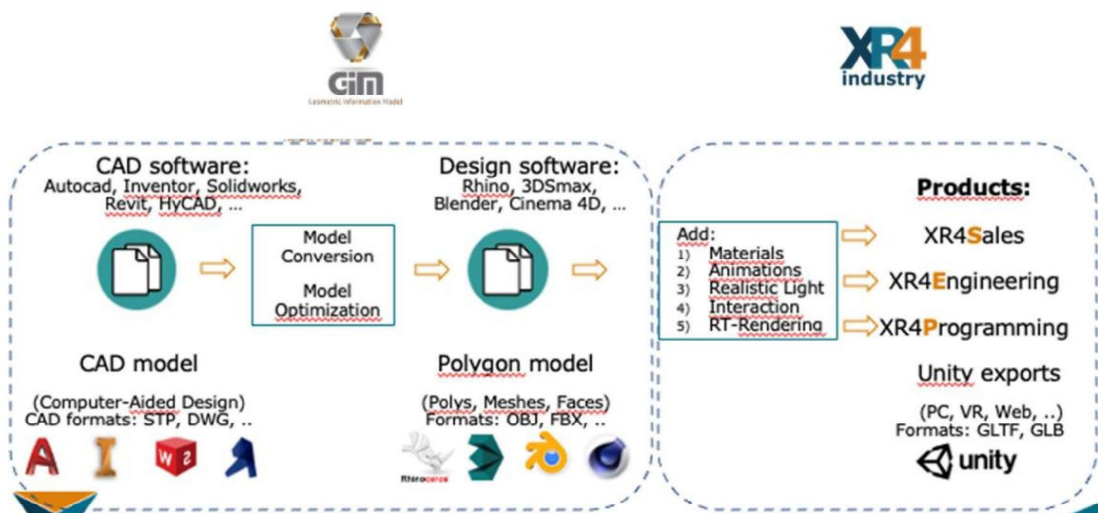 GIM
Geometric Information Model
XR4
industry
CAD software:
Autocad, Inventor, Solidworks,
Revit, HyCAD, ...
Model
Conversion
Model
Optimization
CAD model
(Computer-Aided Design)
CAD formats: STP, DWG, ..
Design software:
Rhino, 3DSmax,
Blender, Cinema 4D, ...
Polygon model
(Polys, Meshes, Faces)
Formats: OBJ, FBX, ..
Rhinoceros
Add:
1) Materials
2) Animations
3) Realistic Light
4) Interaction
5) RT-Rendering
Products:
XR4Sales
XR4Engineering
XR4Programming
Unity exports
(PC, VR, Web, ..)
Formats: GLTF, GLB
unity